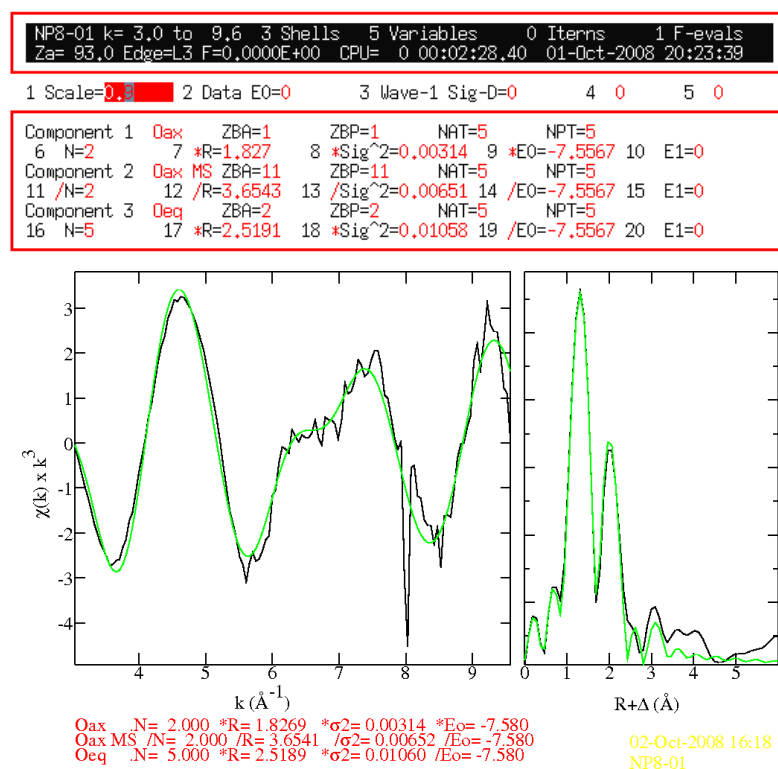 NP8-01 k= 3.0 to 9.6 3 Shells 5 Variables 0 Iterns 1 F-evals
Za= 93.0 Edge=L3 F=0.0000E+00 CPU= 0 00:02:28.40 01-Oct-2008 20:23:39
1 Scale=0.9 2 Data E0=0 3 Wave-1 Sig-D=0 4 0 5 0
Component 1 Oax ZBA=1 ZBP=1 NAT=5 NPT=5
6 N=2 7 *R=1.827 8 *Sig^2=0.00314 9 *E0=-7.5567 10 E1=0
Component 2 Oax MS ZBA=11 ZBP=11 NAT=5 NPT=5
11 /N=2 12 /R=3.6543 13 /Sig^2=0.00651 14 /E0=-7.5567 15 E1=0
Component 3 Oeq ZBA=2 ZBP=2 NAT=5 NPT=5
16 N=5 17 *R=2.5191 18 *Sig^2=0.01058 19 /E0=-7.5567 20 E1=0
3
2
1
0
-1
-2
-3
-4
χ(k) x k³
4 5 6 7 8 9
k (Å⁻¹)
0 1 2 3 4 5
R+Δ (Å)
Oax .N= 2.000 *R= 1.8269 *σ2= 0.00314 *Eo= -7.580
Oax MS /N= 2.000 /R= 3.6541 /σ2= 0.00652 /Eo= -7.580
Oeq .N= 5.000 *R= 2.5189 *σ2= 0.01060 /Eo= -7.580
02-Oct-2008 16:18
NP8-01